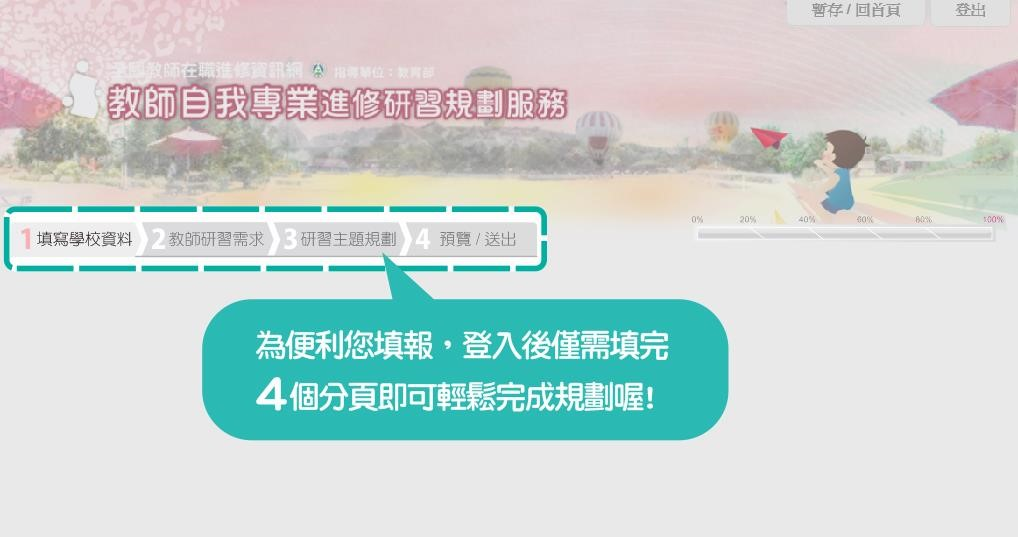 暫存 / 回首頁
登出
全國教師在職進修資訊網 指導單位：教育部
教師自我專業進修研習規劃服務
0% 20% 40% 60% 80% 100%
1 填寫學校資料 2 教師研習需求 3 研習主題規劃 4 預覽 / 送出
為便利您填報，登入後僅需填完
4個分頁即可輕鬆完成規劃喔!